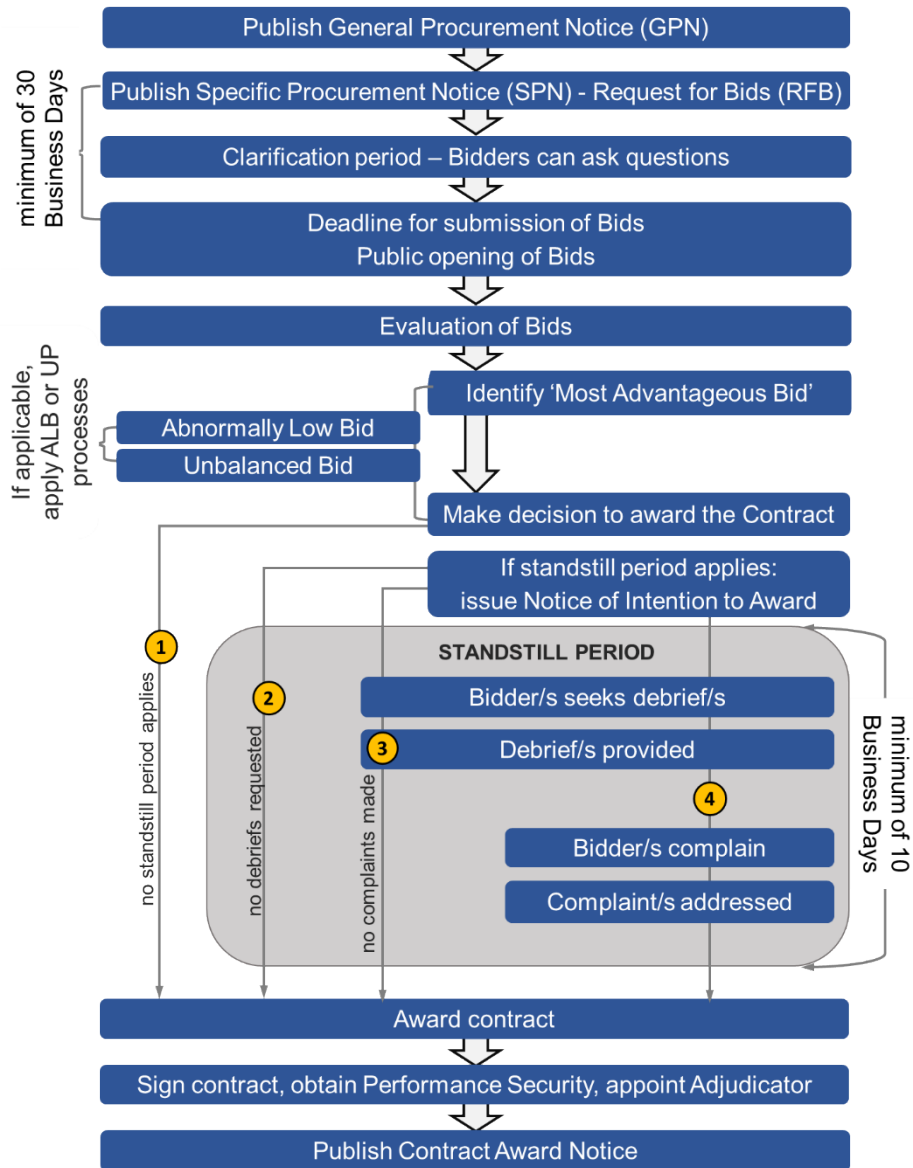 Publish General Procurement Notice (GPN)
minimum of 30
Business Days
Publish Specific Procurement Notice (SPN) - Request for Bids (RFB)
Clarification period – Bidders can ask questions
Deadline for submission of Bids
Public opening of Bids
Evaluation of Bids
If applicable,
apply ALB or UP
processes
Identify ‘Most Advantageous Bid’
Abnormally Low Bid
Unbalanced Bid
Make decision to award the Contract
If standstill period applies:
issue Notice of Intention to Award
1
no standstill period applies
2
no debriefs requested
STANDSTILL PERIOD
Bidder/s seeks debrief/s
3
Debrief/s provided
no complaints made
4
Bidder/s complain
Complaint/s addressed
minimum of 10
Business Days
Award contract
Sign contract, obtain Performance Security, appoint Adjudicator
Publish Contract Award Notice